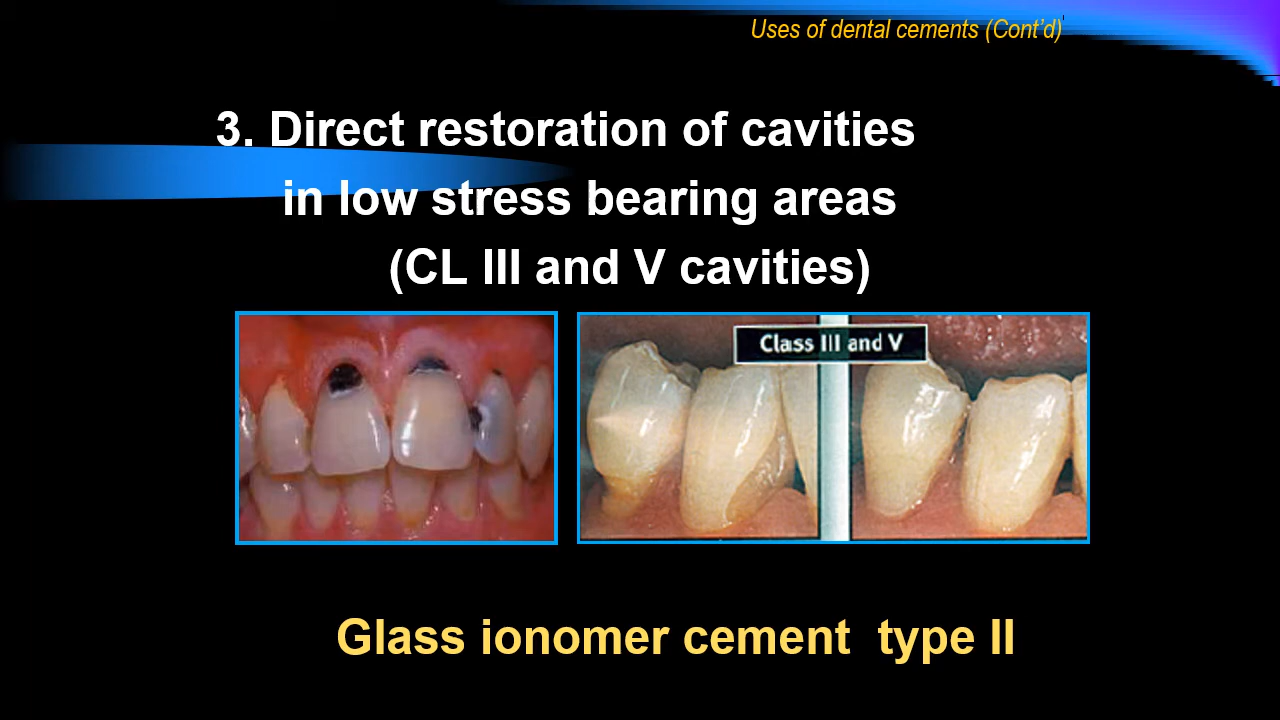 Uses of dental cements (Cont’d)
3. Direct restoration of cavities
in low stress bearing areas
(CL III and V cavities)
Class III and V
Glass ionomer cement  type II